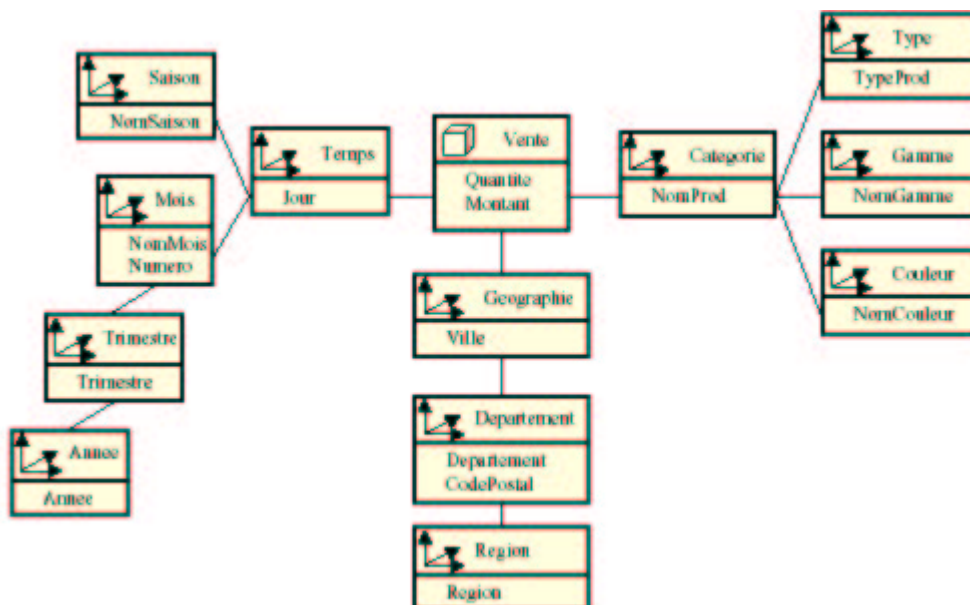 Saison
NomSaison
Mois
NomMois
Numero
Trimestre
Trimestre
Annee
Annee
Temps
Jour
Vente
Quantite
Montant
Geographie
Ville
Departement
Departement
CodePostal
Region
Region
Categorie
NomProd
Type
TypeProd
Gamme
NomGamme
Couleur
NomCouleur